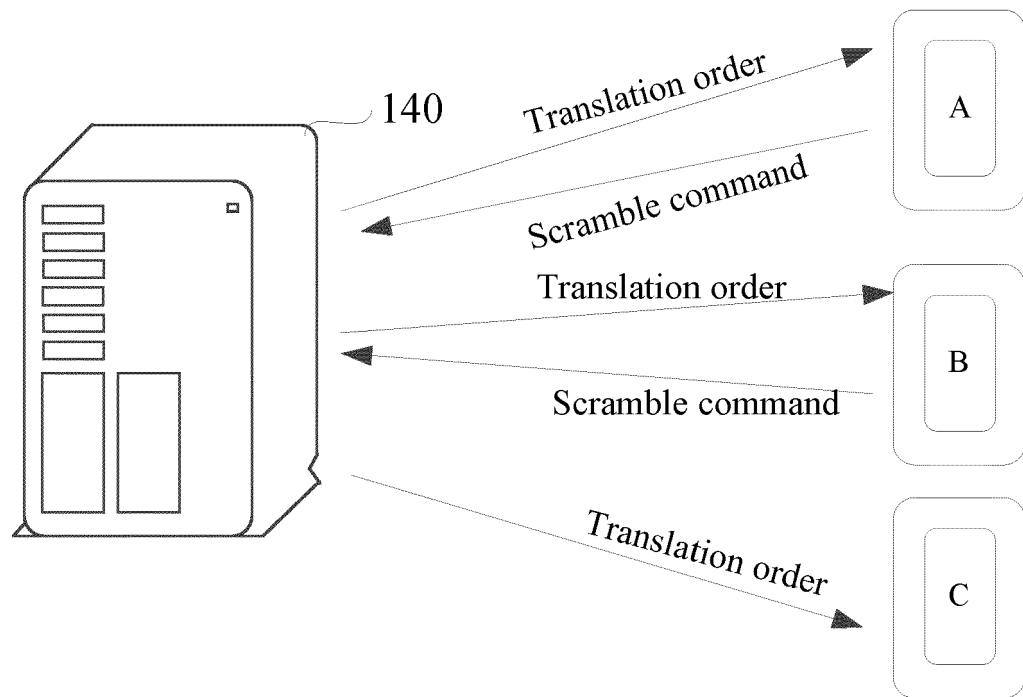 140
Translation order
A
Scramble command
Translation order
B
Scramble command
Translation order
C